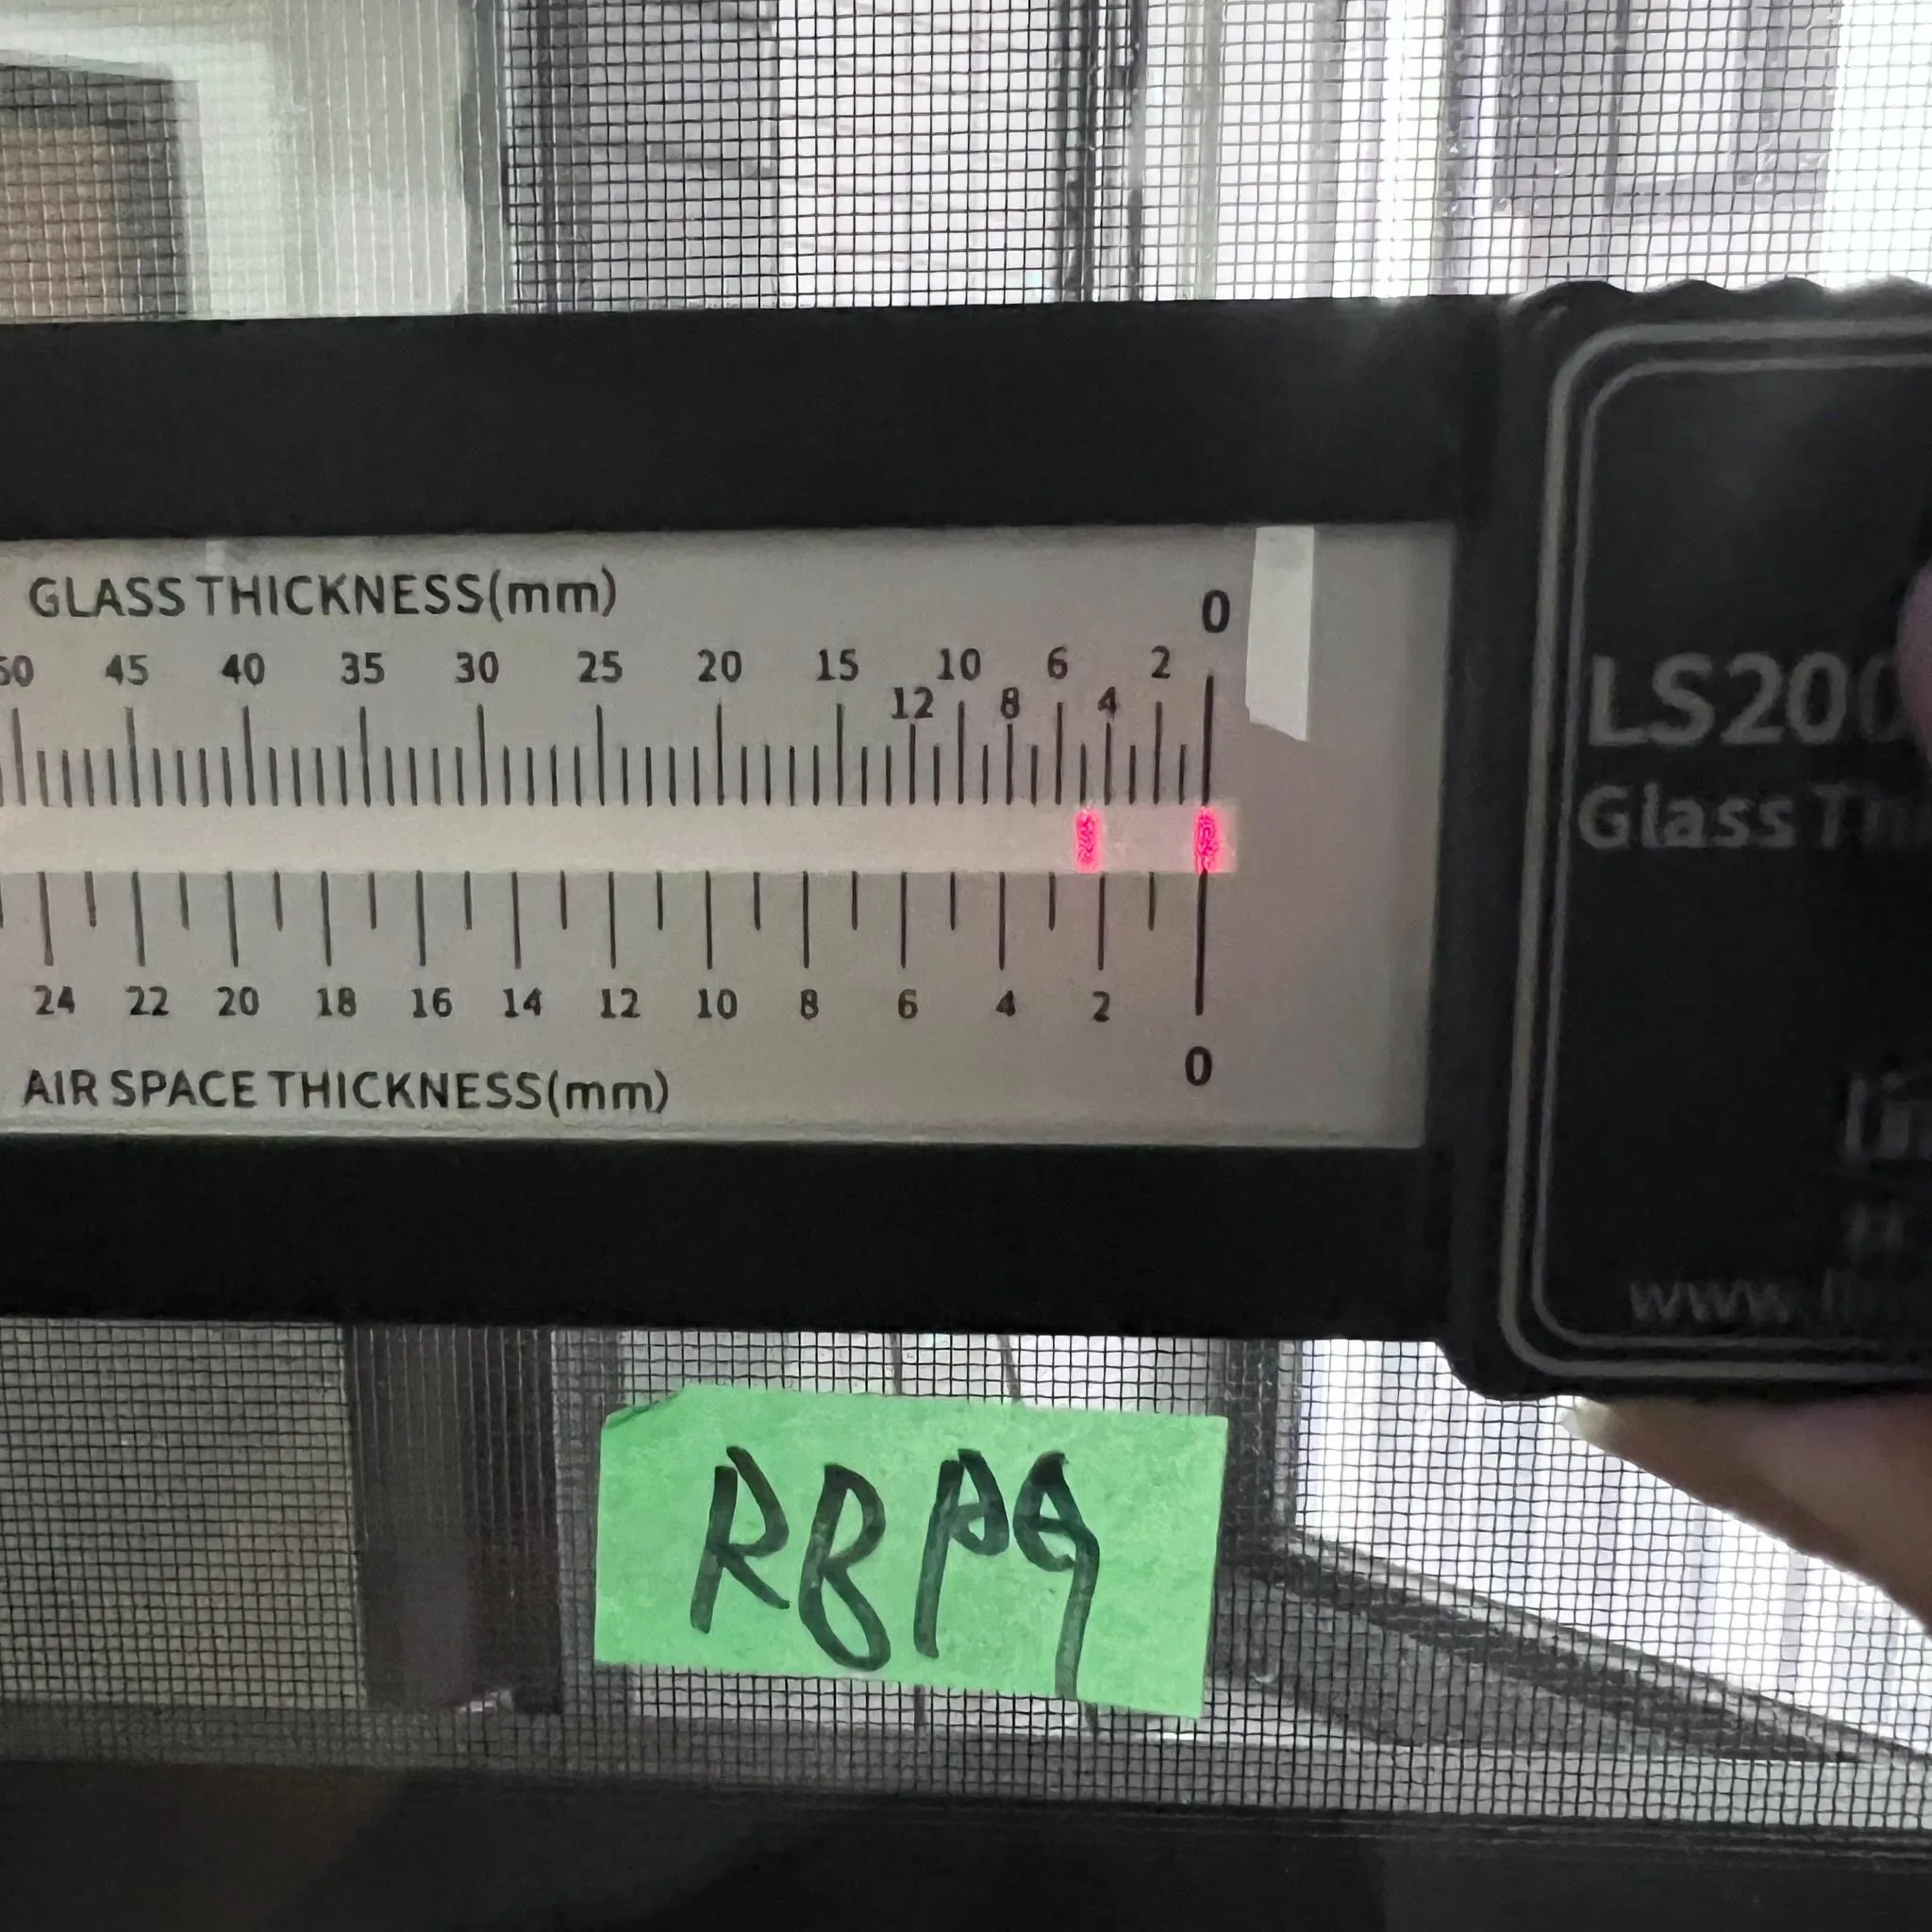 GLASS THICKNESS(mm)
0
50 45 40 35 30 25 20 15 10 6 2
12 8 4
LS200
Glass Th
24 22 20 18 16 14 12 10 8 6 4 2
0
AIR SPACE THICKNESS(mm)
www.